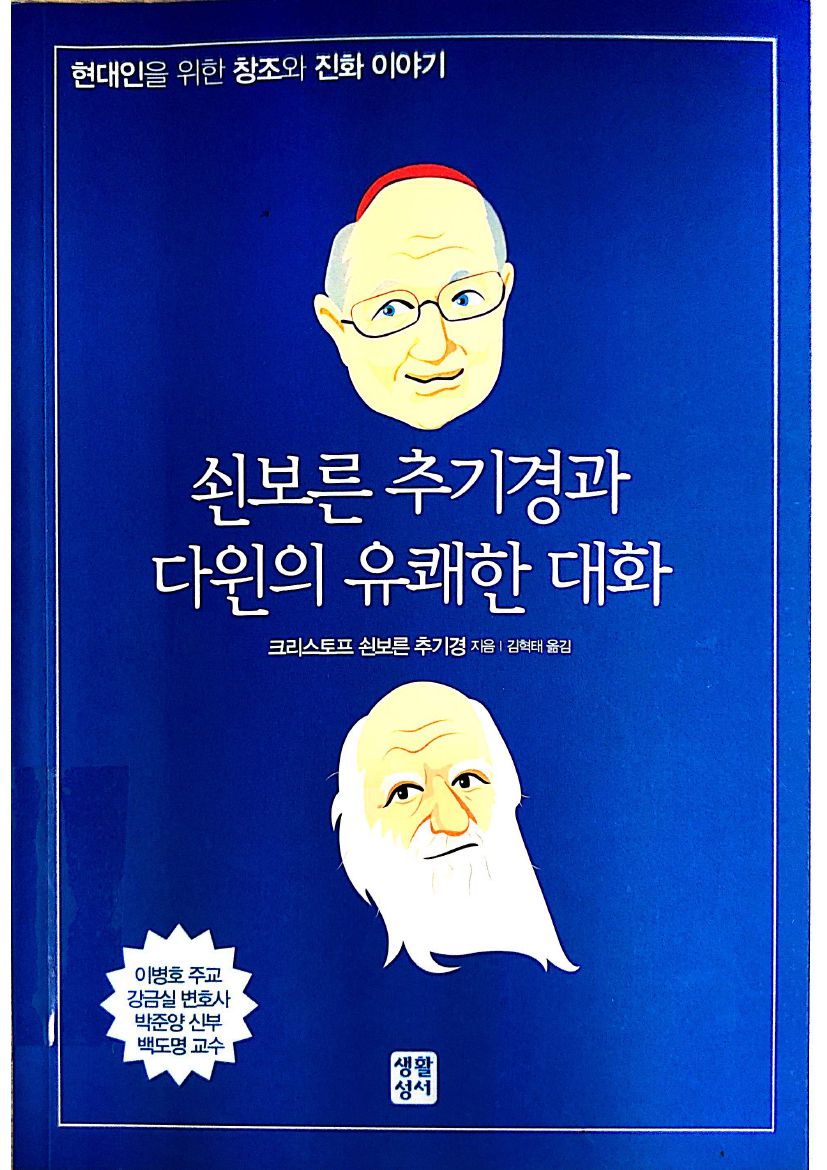 현대인을 위한 창조와 진화 이야기
쇤보른 추기경과
다윈의 유쾌한 대화
크리스토프 쇤보른 추기경 지음 | 김혁태 옮김
이병호 주교
강금실 변호사
박준양 신부
백도명 교수
생활
성서